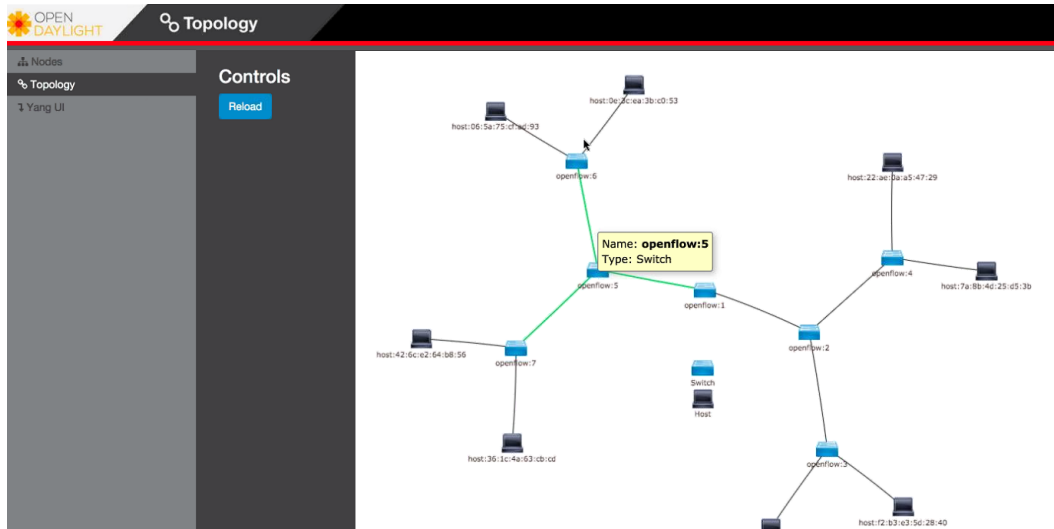 OPEN
DAYLIGHT
Topology
Nodes
Topology
Yang UI
Controls
Reload
host:0e:3c:ea:3b:c0:53
host:06:5a:75:cf:ad:93
openflow:6
host:22:ae:0a:a5:47:29
Name: openflow:5
Type: Switch
openflow:4
openflow:5
host:7a:8b:4d:25:d5:3b
openflow:1
openflow:2
host:42:6c:e2:64:b8:56
openflow:7
Switch
Host
host:36:1c:4a:63:cb:cd
openflow:3
host:f2:b3:e3:5d:28:40